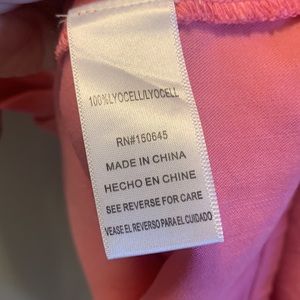 100%LYOCELL/LYOCELL
RN#150645
MADE IN CHINA
HECHO EN CHINE
SEE REVERSE FOR CARE
VEASE EL REVERSO PARA EL CUIDADO